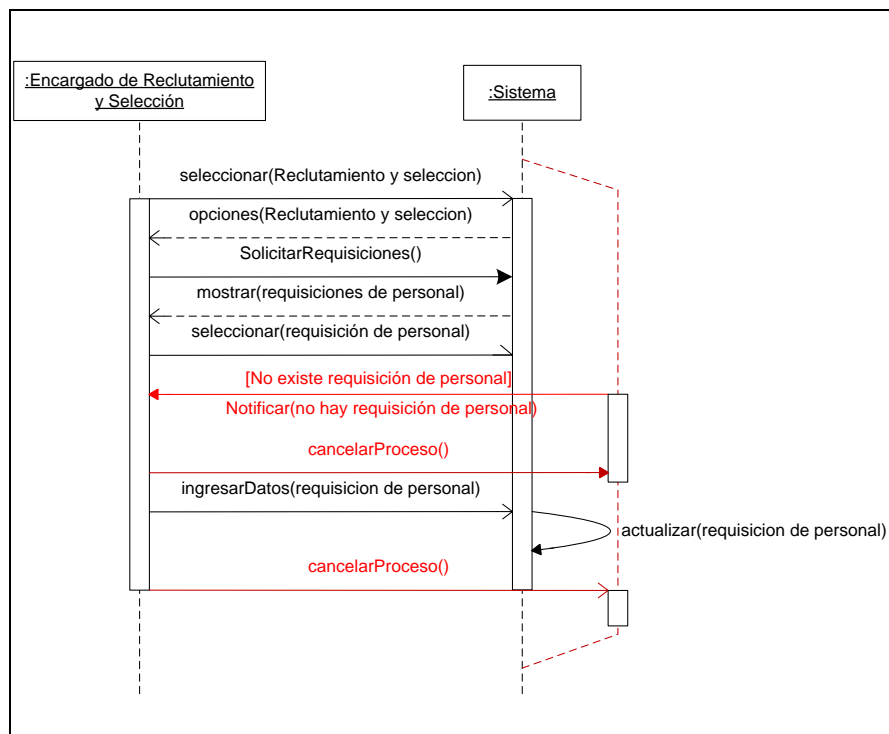 :Encargado de Reclutamiento
y Selección
:Sistema
seleccionar(Reclutamiento y seleccion)
opciones(Reclutamiento y seleccion)
SolicitarRequisiciones()
mostrar(requisiciones de personal)
seleccionar(requisición de personal)
[No existe requisición de personal]
Notificar(no hay requisición de personal)
cancelarProceso()
ingresarDatos(requisicion de personal)
actualizar(requisicion de personal)
cancelarProceso()